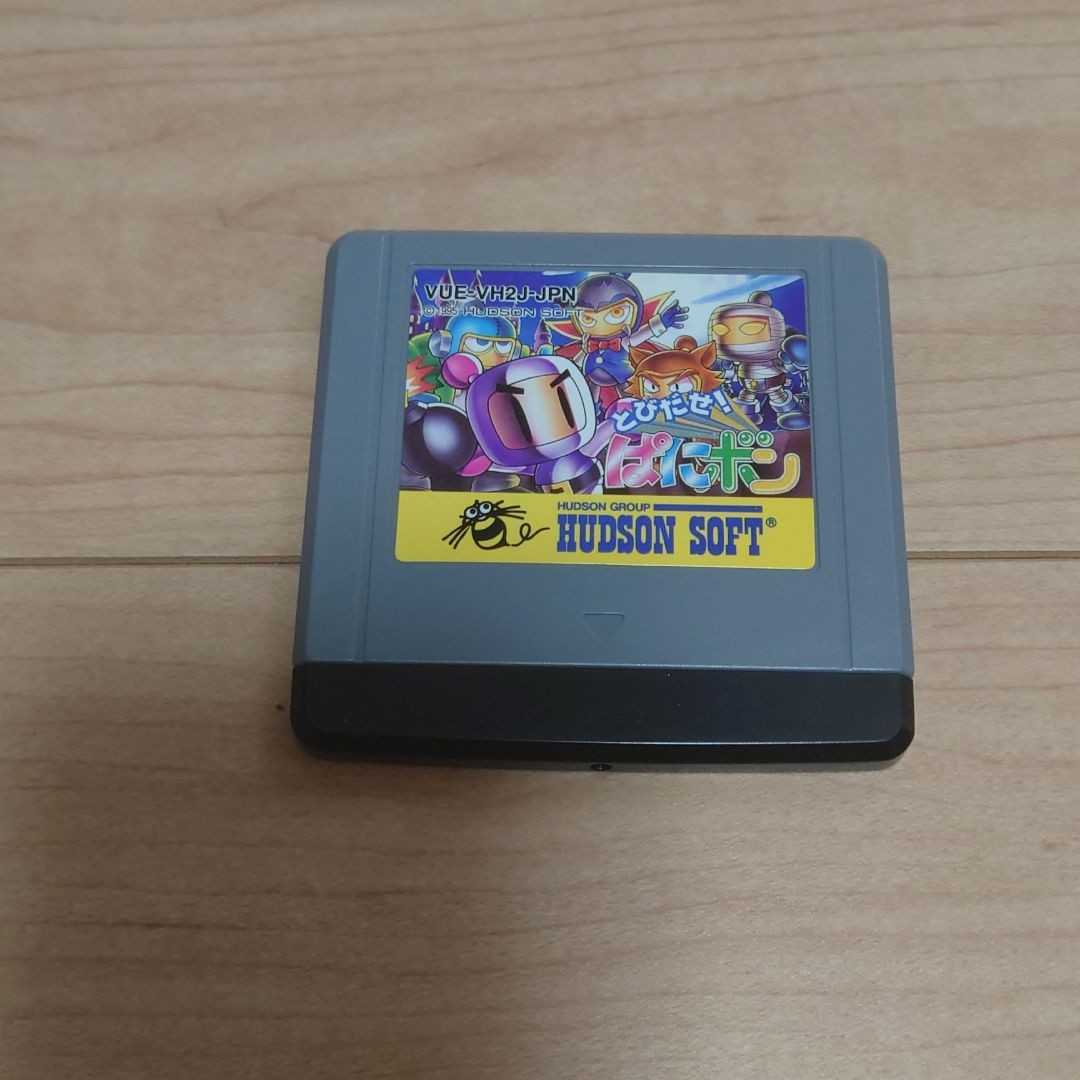 VUE-VH2J-JPN
© 1995 HUDSON SOFT
とびだせ!
ぱにボン
HUDSON GROUP
HUDSON SOFT®